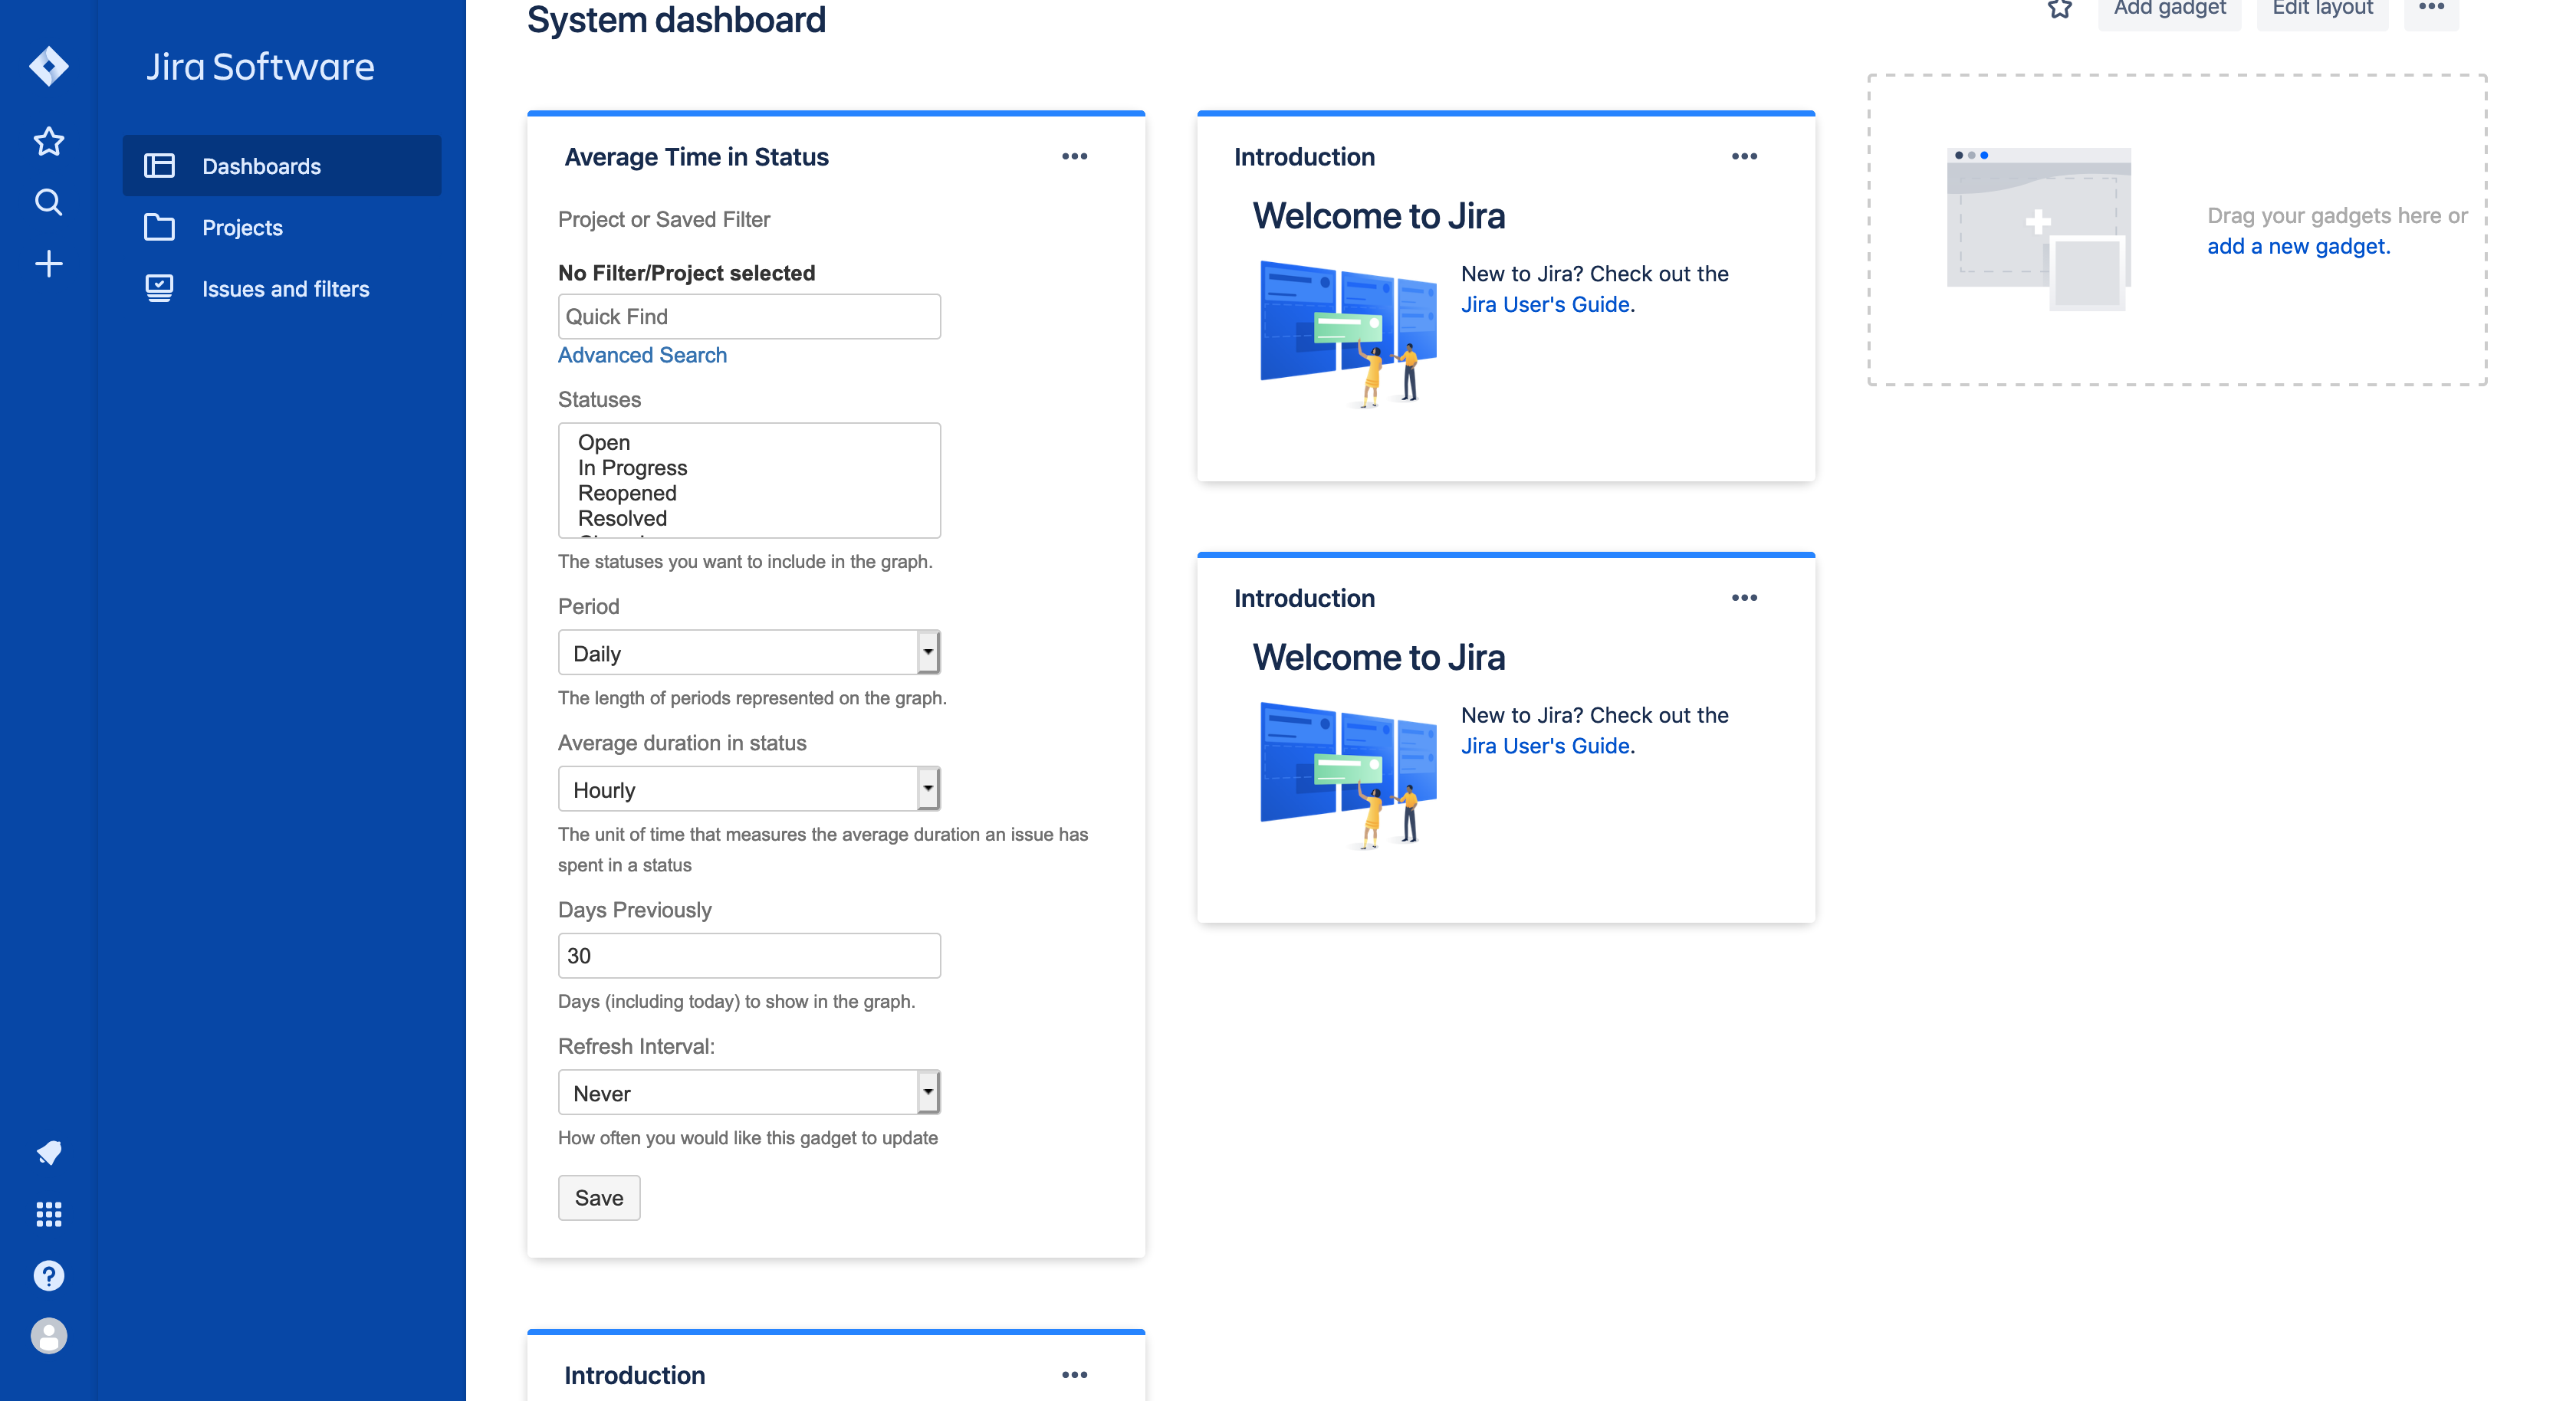 Jira Software
Dashboards
Projects
Issues and filters
System dashboard
Add gadget
Edit layout
Average Time in Status
Project or Saved Filter
No Filter/Project selected
Quick Find
Advanced Search
Statuses
Open
In Progress
Reopened
Resolved
The statuses you want to include in the graph.
Period
Daily
The length of periods represented on the graph.
Average duration in status
Hourly
The unit of time that measures the average duration an issue has
spent in a status
Days Previously
30
Days (including today) to show in the graph.
Refresh Interval:
Never
How often you would like this gadget to update
Save
Introduction
Introduction
Welcome to Jira
New to Jira? Check out the
Jira User's Guide.
Introduction
Welcome to Jira
New to Jira? Check out the
Jira User's Guide.
Drag your gadgets here or
add a new gadget.